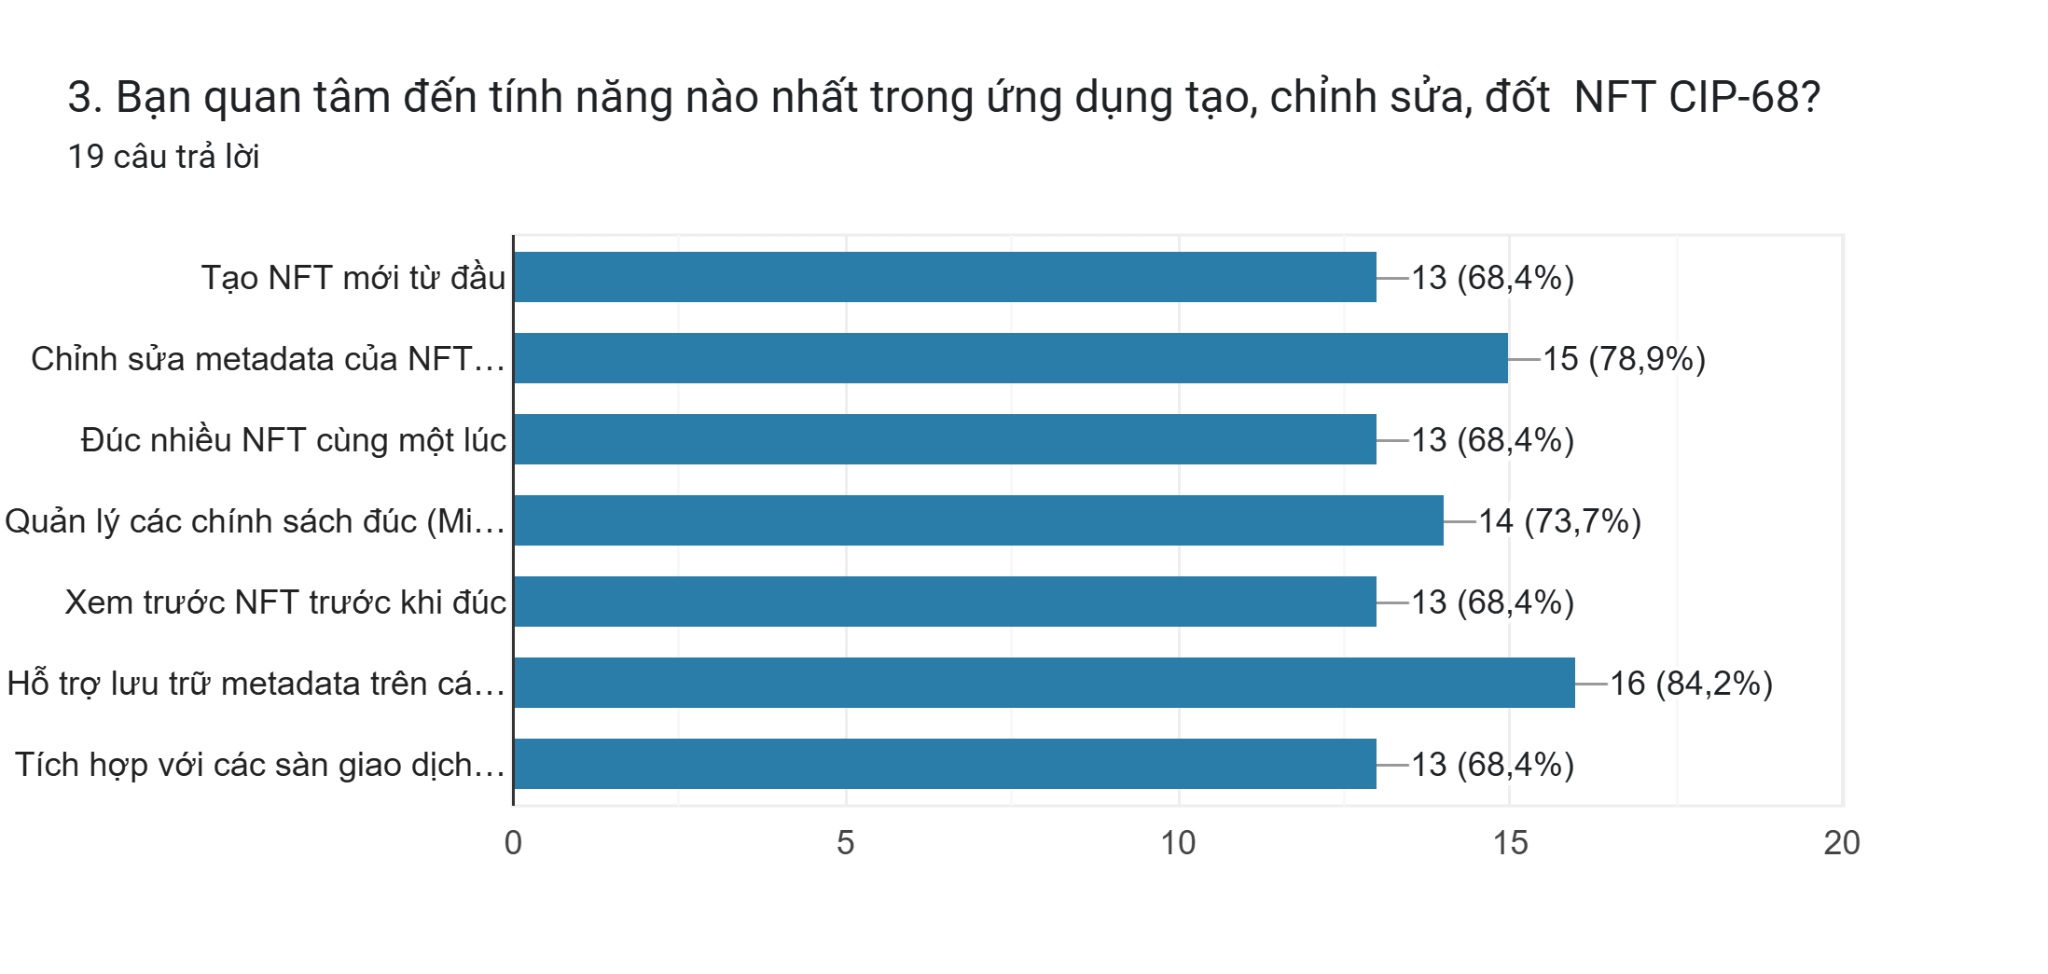 3. Bạn quan tâm đến tính năng nào nhất trong ứng dụng tạo, chỉnh sửa, đốt  NFT CIP-68?
19 câu trả lời
Tạo NFT mới từ đầu
13 (68,4%)
Chỉnh sửa metadata của NFT…
15 (78,9%)
Đúc nhiều NFT cùng một lúc
13 (68,4%)
Quản lý các chính sách đúc (Mi…
14 (73,7%)
Xem trước NFT trước khi đúc
13 (68,4%)
Hỗ trợ lưu trữ metadata trên cá…
16 (84,2%)
Tích hợp với các sàn giao dịch…
13 (68,4%)
0 5 10 15 20